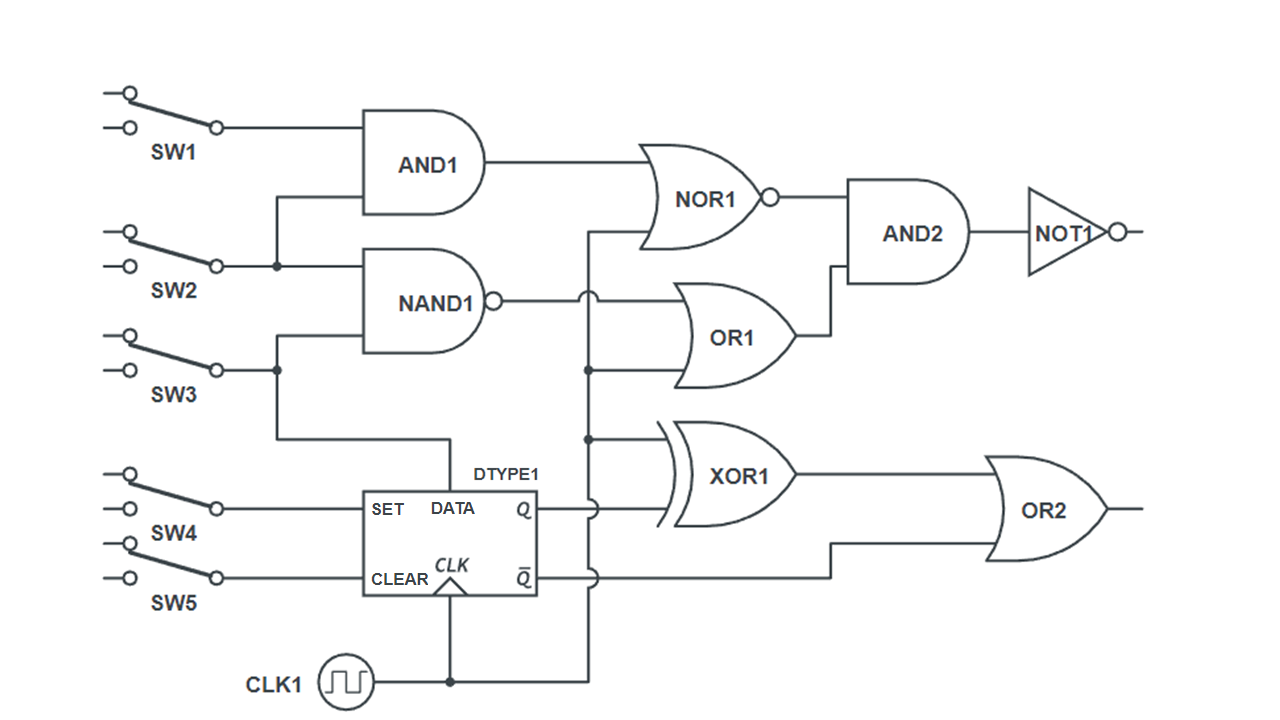 SW1
AND1
NOR1
SW2
AND2
NOT1
NAND1
OR1
SW3
DTYPE1
XOR1
SET
DATA
Q
OR2
SW4
CLK
CLEAR
Q̅
SW5
CLK1